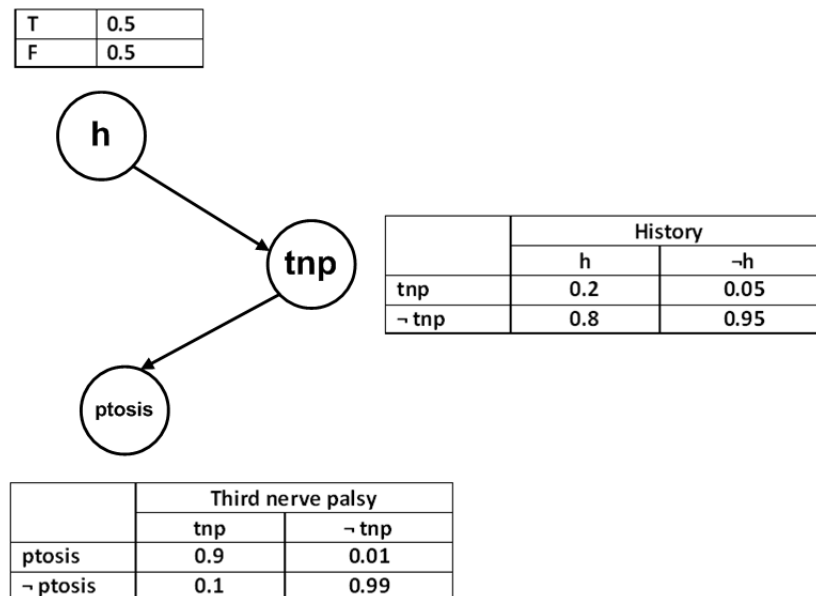 T 0.5
F 0.5
h
tnp
History
h ¬h
tnp 0.2 0.05
¬ tnp 0.8 0.95
ptosis
Third nerve palsy
tnp ¬ tnp
ptosis 0.9 0.01
¬ ptosis 0.1 0.99